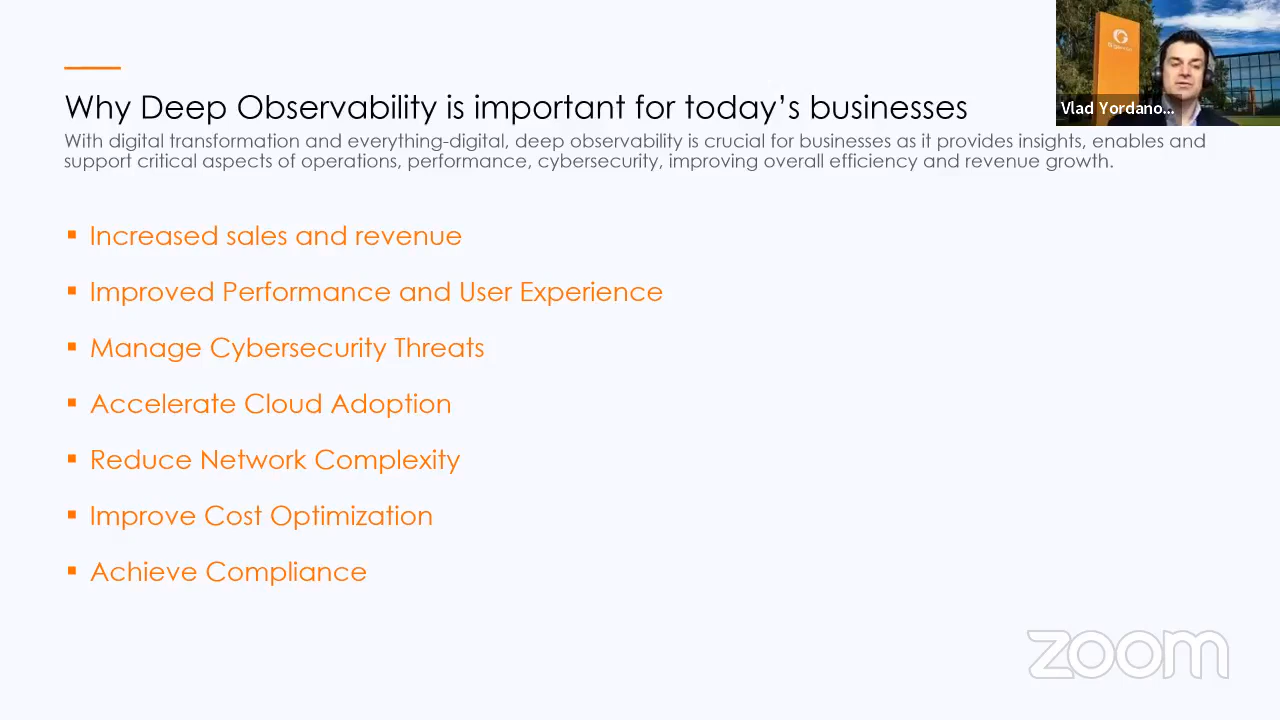 Why Deep Observability is important for today's businesses
With digital transformation and everything-digital, deep observability is crucial for businesses as it provides insights, enables and
support critical aspects of operations, performance, cybersecurity, improving overall efficiency and revenue growth.
Vlad Yordano...
▪ Increased sales and revenue
▪ Improved Performance and User Experience
▪ Manage Cybersecurity Threats
▪ Accelerate Cloud Adoption
▪ Reduce Network Complexity
▪ Improve Cost Optimization
▪ Achieve Compliance
zoom